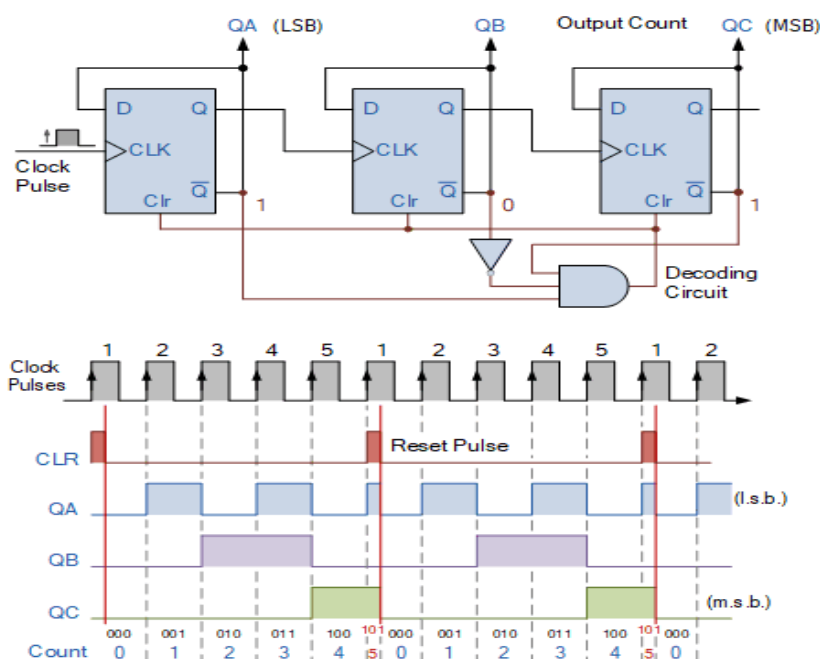 QA (LSB) QB Output Count QC (MSB)
D Q D Q D Q
CLK CLK CLK
Clock
Pulse
Clr Q̅ Clr Q̅ Clr Q̅
1 0 1
Decoding
Circuit
1 2 3 4 5 1 2 3 4 5 1 2
Clock
Pulses
CLR Reset Pulse
QA (l.s.b.)
QB
QC (m.s.b.)
000 001 010 011 100 101 000 001 010 011 100 101 000
Count 0 1 2 3 4 5 0 1 2 3 4 5 0